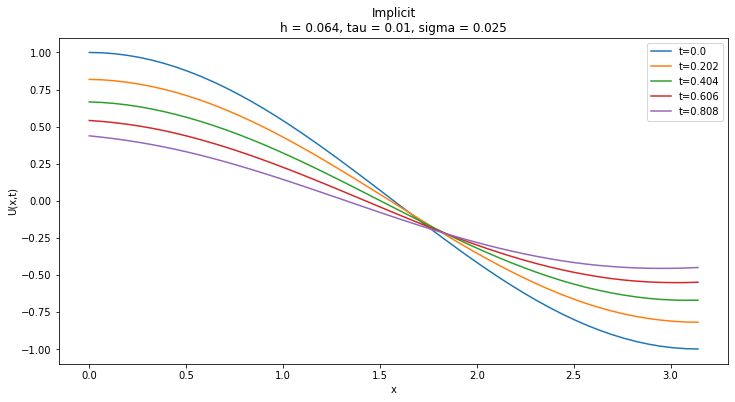 Implicit
h = 0.064, tau = 0.01, sigma = 0.025
t=0.0
t=0.202
t=0.404
t=0.606
t=0.808
U(x,t)
1.00
0.75
0.50
0.25
0.00
-0.25
-0.50
-0.75
-1.00
0.0
0.5
1.0
1.5
2.0
2.5
3.0
x